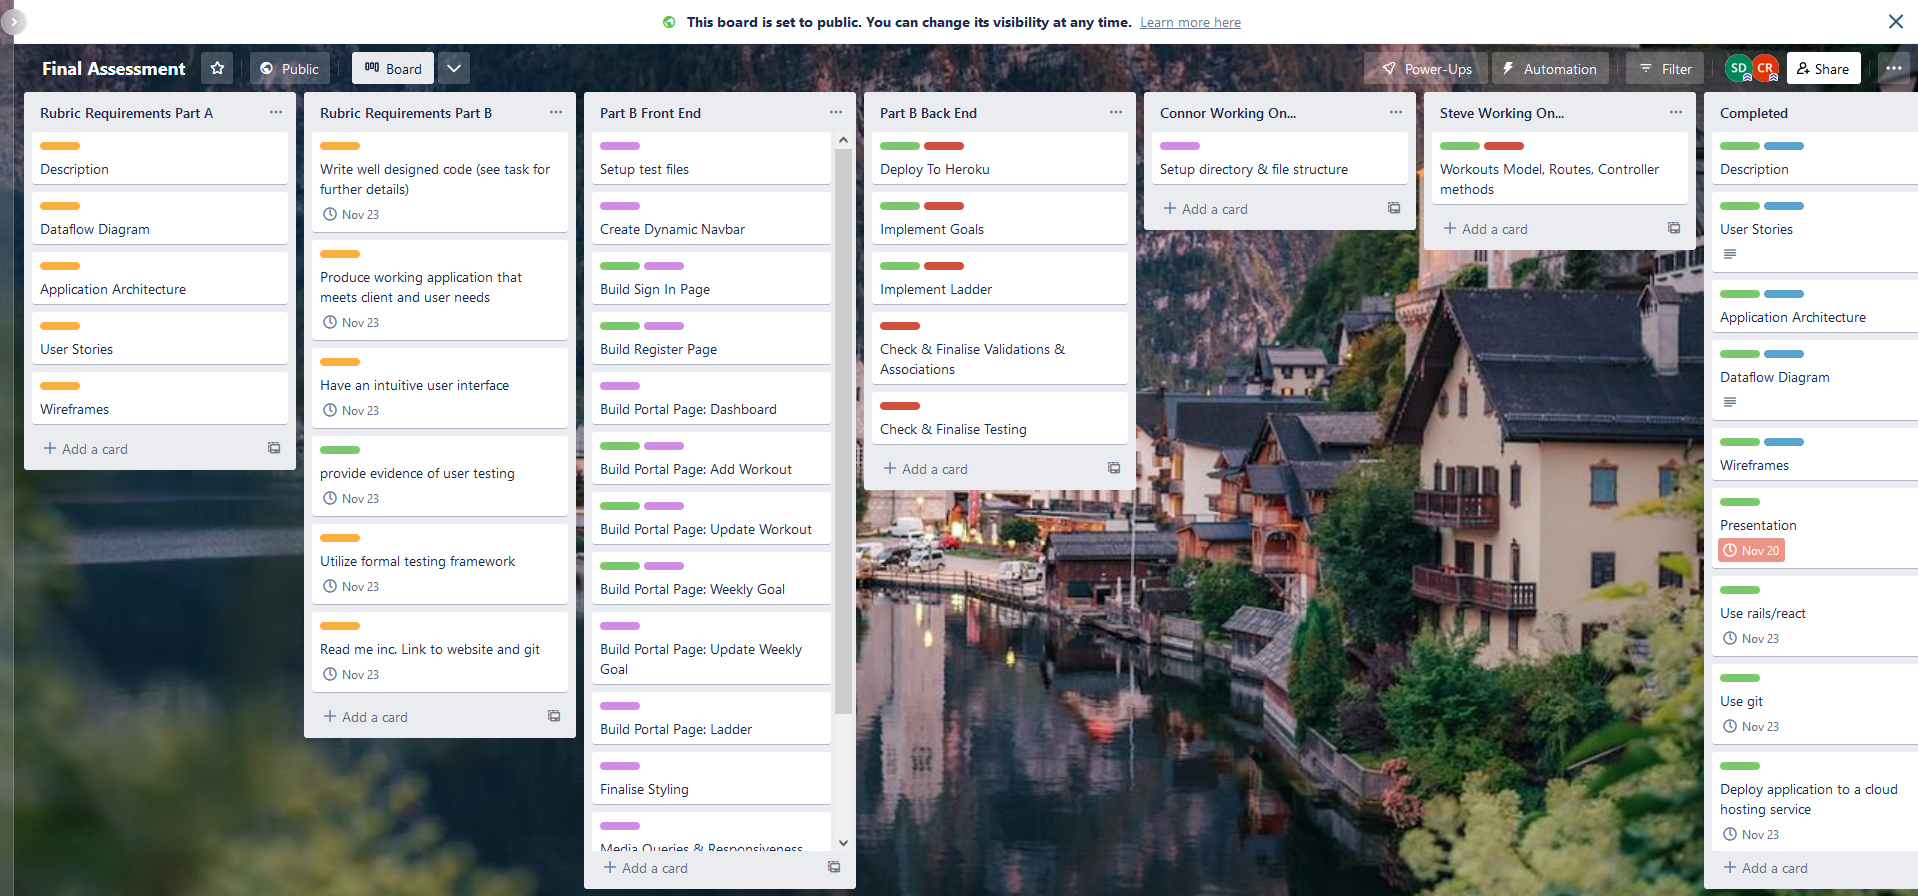 This board is set to public. You can change its visibility at any time. Learn more here
Final Assessment
Public
Board
Power-Ups
Automation
Filter
SD
CR
Share
Rubric Requirements Part A
Description
Dataflow Diagram
Application Architecture
User Stories
Wireframes
Add a card
Rubric Requirements Part B
Write well designed code (see task for
further details)
Nov 23
Produce working application that
meets client and user needs
Nov 23
Have an intuitive user interface
Nov 23
provide evidence of user testing
Nov 23
Utilize formal testing framework
Nov 23
Read me inc. Link to website and git
Nov 23
Add a card
Part B Front End
Setup test files
Create Dynamic Navbar
Build Sign In Page
Build Register Page
Build Portal Page: Dashboard
Build Portal Page: Add Workout
Build Portal Page: Update Workout
Build Portal Page: Weekly Goal
Build Portal Page: Update Weekly
Goal
Build Portal Page: Ladder
Finalise Styling
Media Queries & Responsiveness
Add a card
Part B Back End
Deploy To Heroku
Implement Goals
Implement Ladder
Check & Finalise Validations &
Associations
Check & Finalise Testing
Add a card
Connor Working On...
Setup directory & file structure
Add a card
Steve Working On...
Workouts Model, Routes, Controller
methods
Add a card
Completed
Description
User Stories
Application Architecture
Dataflow Diagram
Wireframes
Presentation
Nov 20
Use rails/react
Nov 23
Use git
Nov 23
Deploy application to a cloud
hosting service
Nov 23
Add a card